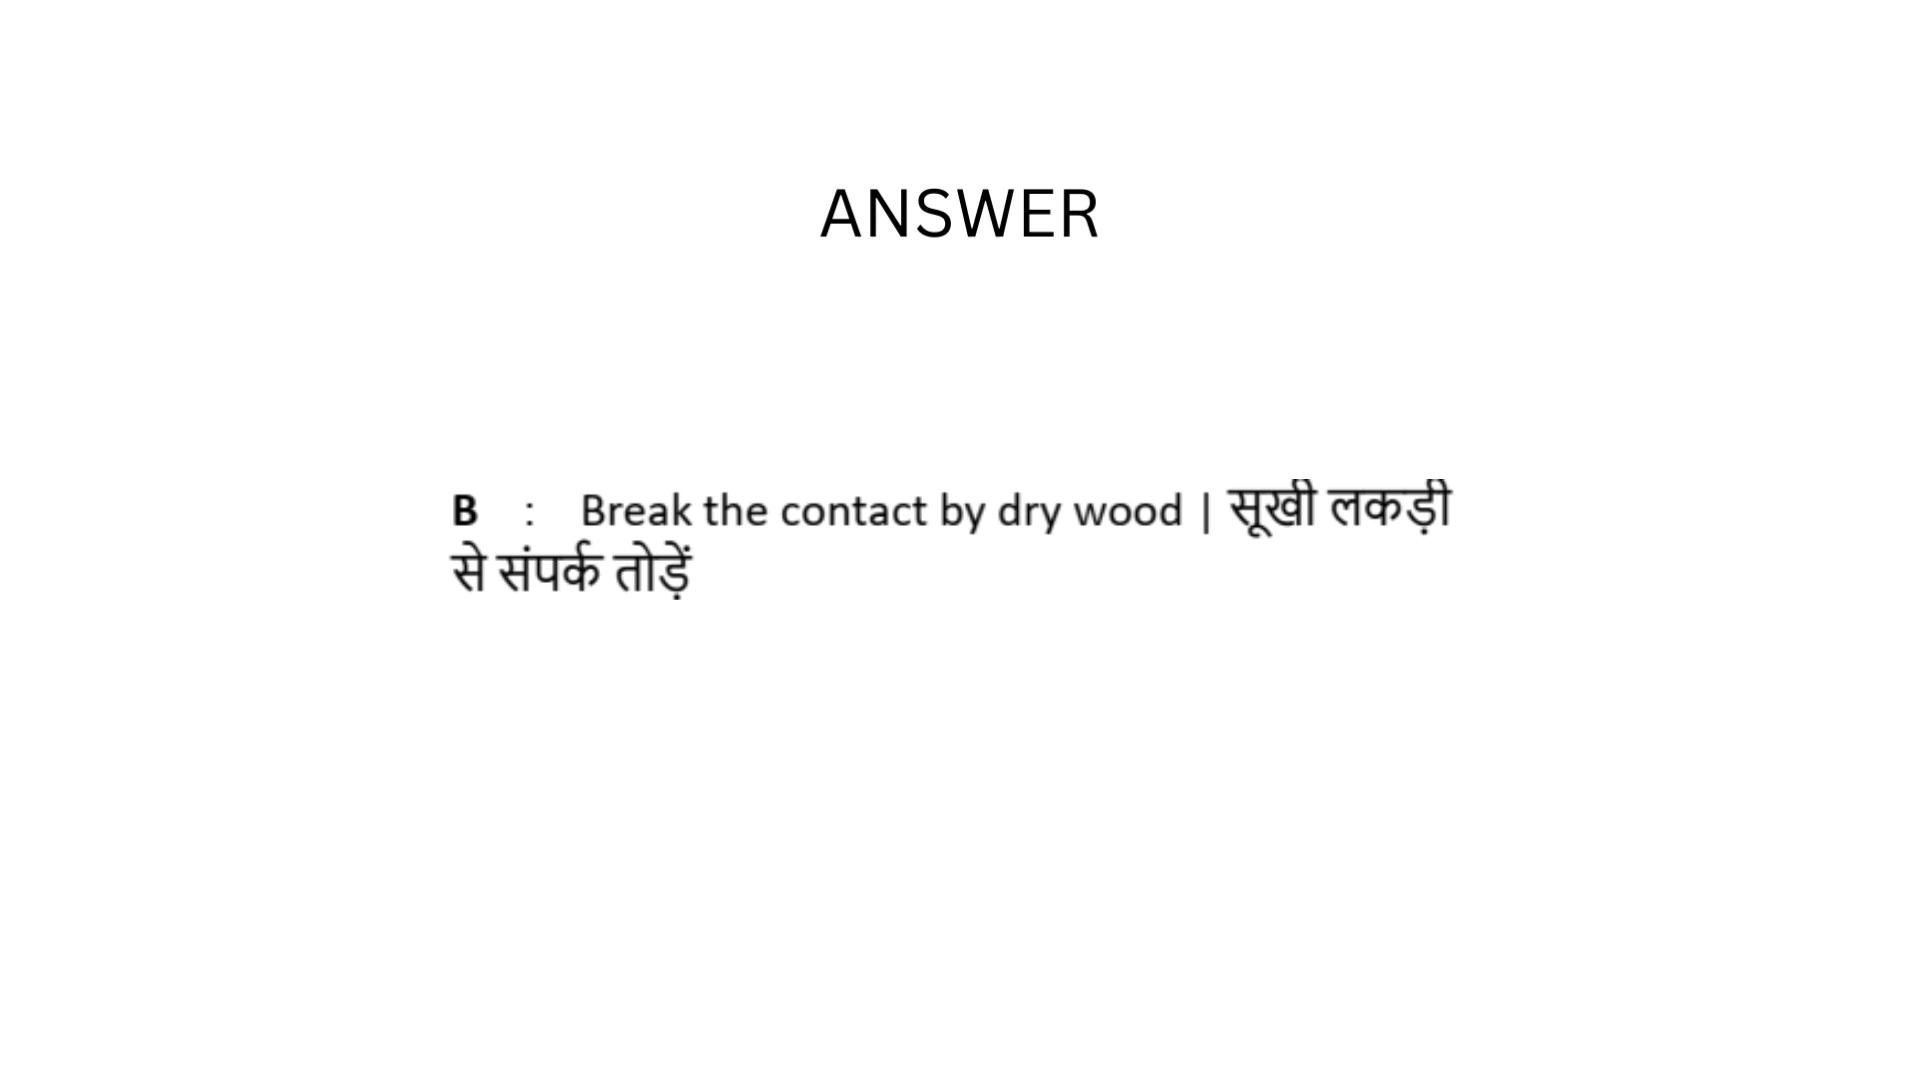 ANSWER
B : Break the contact by dry wood | सूखी लकड़ी
से संपर्क तोड़ें